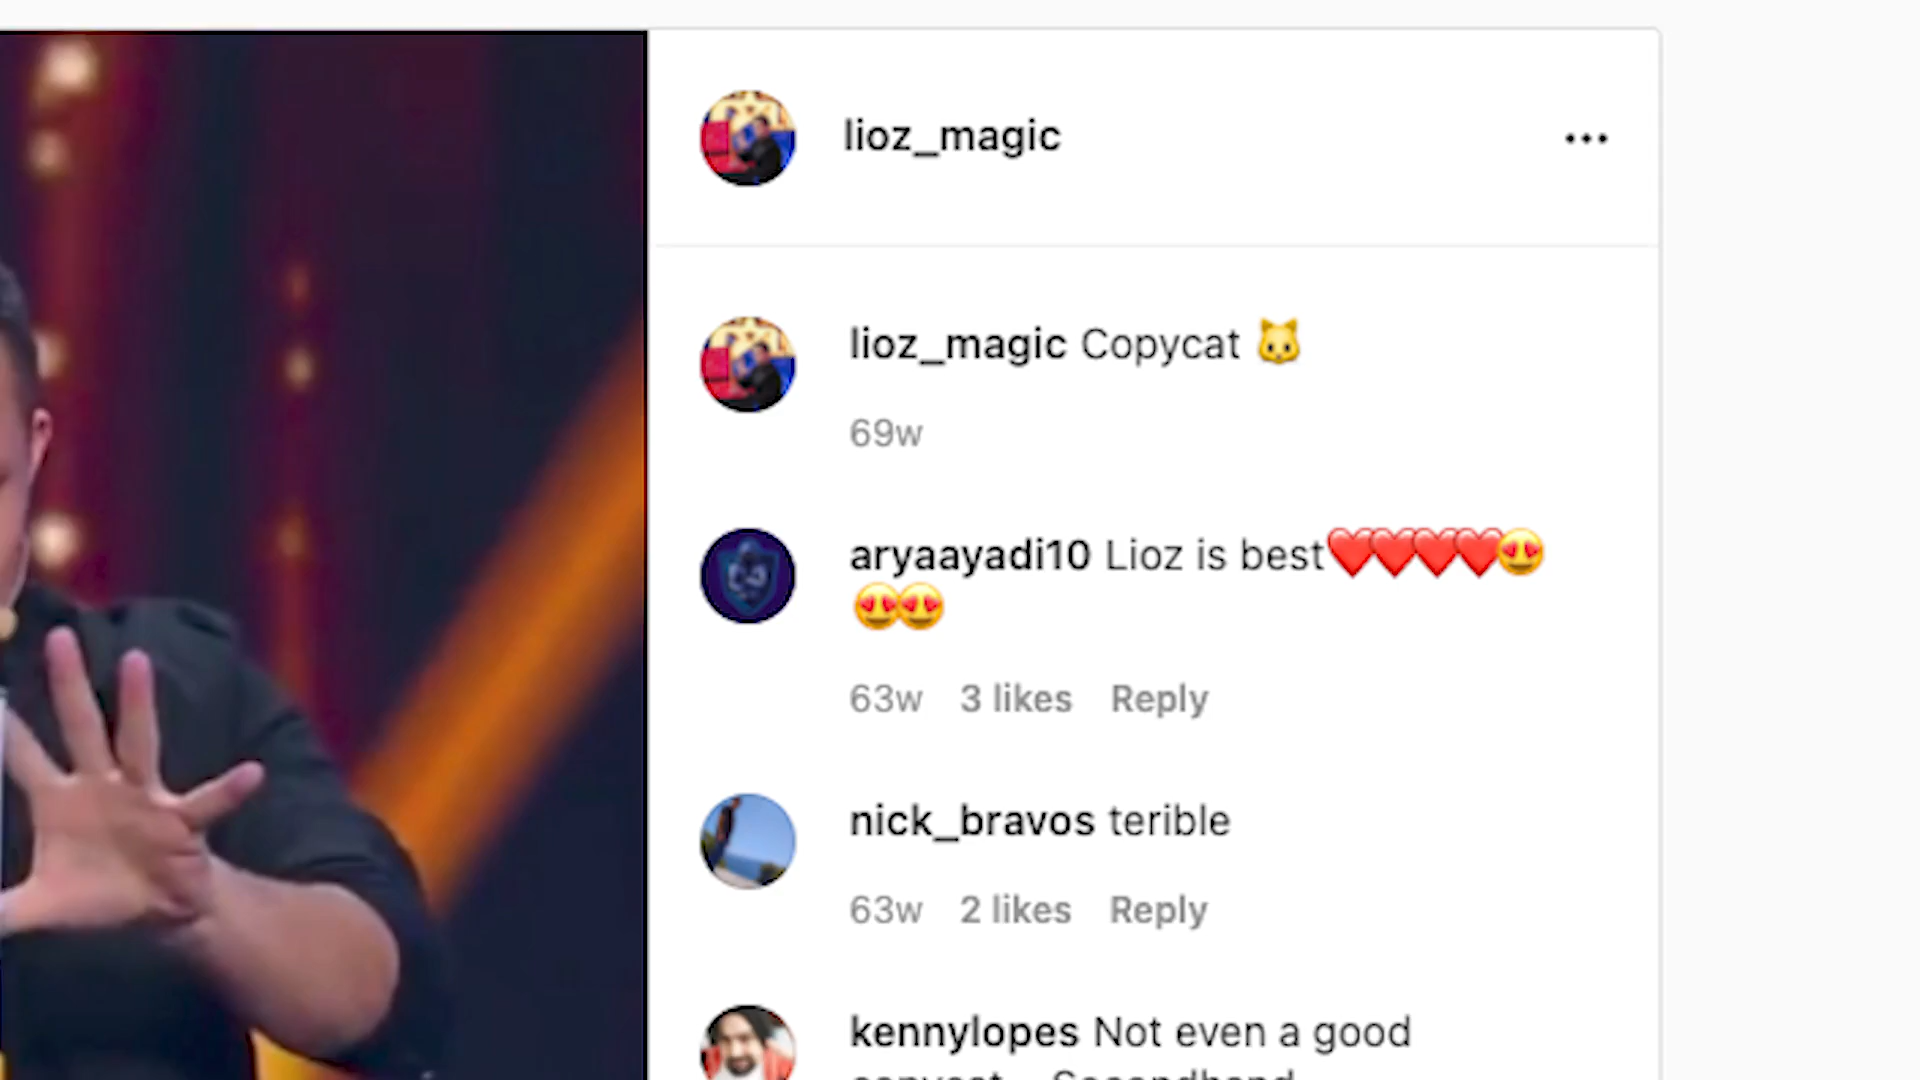 lioz_magic
lioz_magic Copycat 🐱
69w
aryaayadi10 Lioz is best❤️❤️❤️❤️😍
😍😍
63w 3 likes Reply
nick_bravos terible
63w 2 likes Reply
kennylopes Not even a good